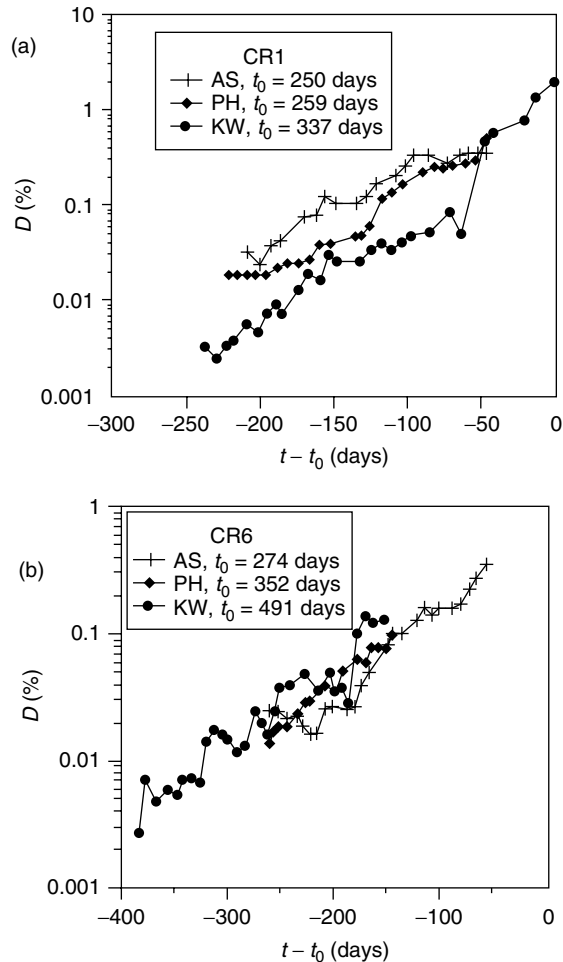 (a)
CR1
AS, t0 = 250 days
PH, t0 = 259 days
KW, t0 = 337 days
10
1
0.1
0.01
0.001
D (%)
−300 −250 −200 −150 −100 −50 0
t − t0 (days)
(b)
CR6
AS, t0 = 274 days
PH, t0 = 352 days
KW, t0 = 491 days
1
0.1
0.01
0.001
D (%)
−400 −300 −200 −100 0
t − t0 (days)